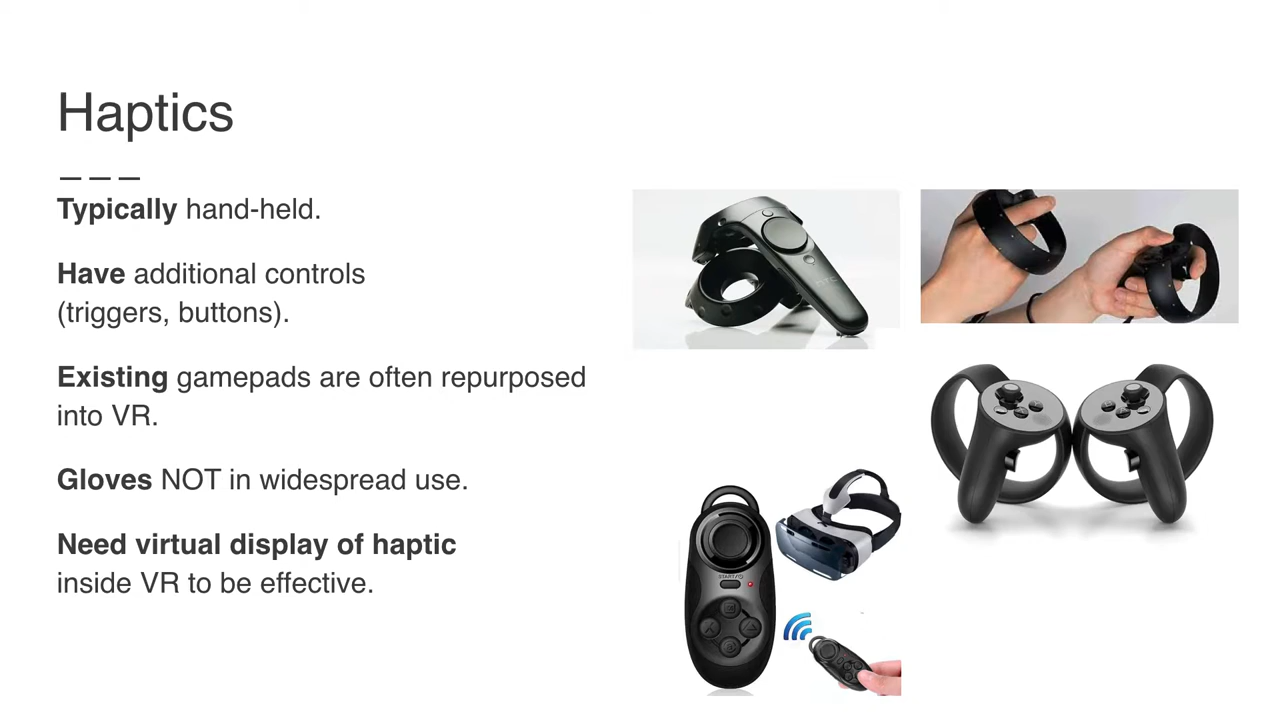 Haptics
Typically hand-held.
Have additional controls
(triggers, buttons).
Existing gamepads are often repurposed
into VR.
Gloves NOT in widespread use.
Need virtual display of haptic
inside VR to be effective.
START/